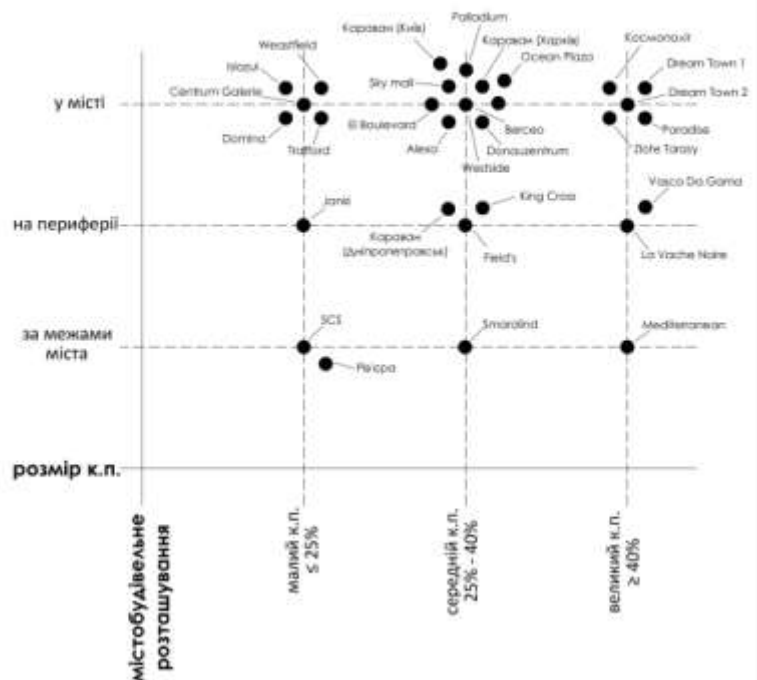 Palladium
Караван (Київ)
Караван (Харків)
Ocean Plaza
Космополіт
Weastfield
Dream Town 1
Sky mall
у місті
Centrum Galerie
Dream Town 2
El Boulevard
Berceo
Domino
Trafford
Alexa
Donauzentrum
Paradise
Zlote Tarasy
Westside
Vasco Da Gama
Janki
King Cross
на периферії
Караван
(Дніпропетровськ)
Field's
La Vache Noire
за межами
міста
SCS
Smaralind
Mediterranean
розмір к.п.
містобудівельне
розташування
малий к.п.
≤ 25%
середній к.п.
25% - 40%
великий к.п.
≥ 40%